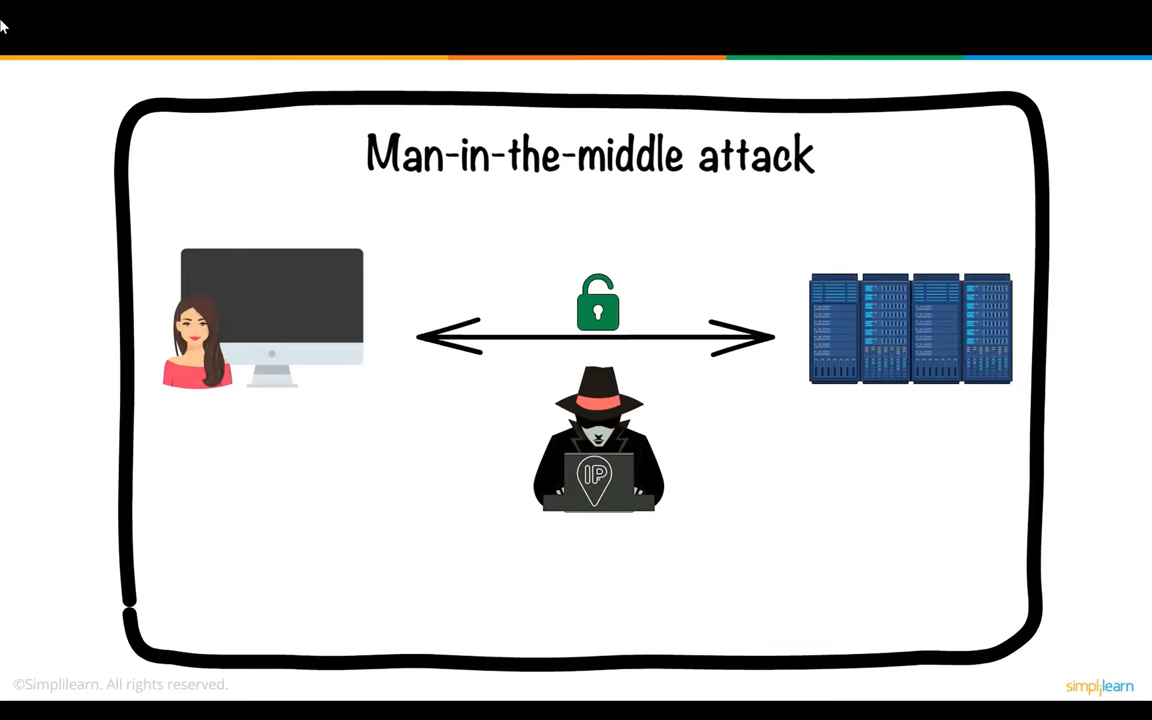 Man-in-the-middle attack
IP
©Simplilearn. All rights reserved.
simplilearn